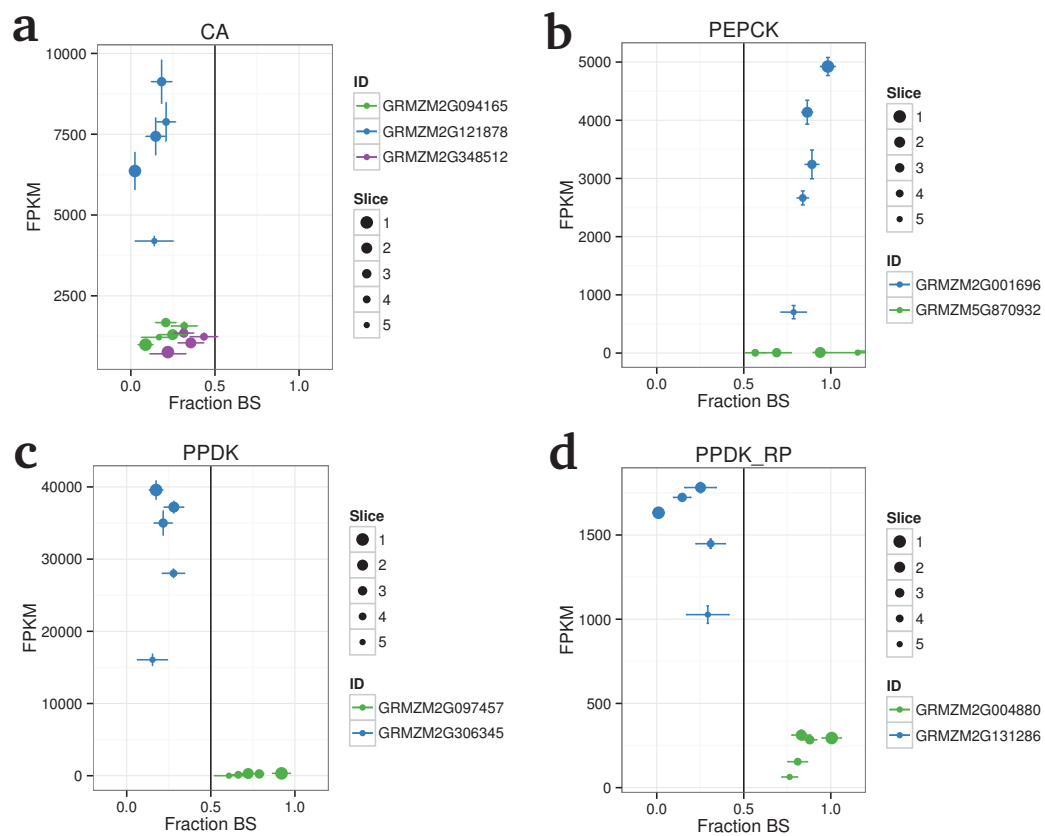 a
CA
10000
7500
5000
2500
FPKM
0.0
0.5
1.0
Fraction BS
ID
GRMZM2G094165
GRMZM2G121878
GRMZM2G348512
Slice
1
2
3
4
5
b
PEPCK
5000
4000
3000
2000
1000
0
FPKM
0.0
0.5
1.0
Fraction BS
Slice
1
2
3
4
5
ID
GRMZM2G001696
GRMZM5G870932
c
PPDK
40000
30000
20000
10000
0
FPKM
0.0
0.5
1.0
Fraction BS
Slice
1
2
3
4
5
ID
GRMZM2G097457
GRMZM2G306345
d
PPDK_RP
1500
1000
500
0
FPKM
0.0
0.5
1.0
Fraction BS
Slice
1
2
3
4
5
ID
GRMZM2G004880
GRMZM2G131286